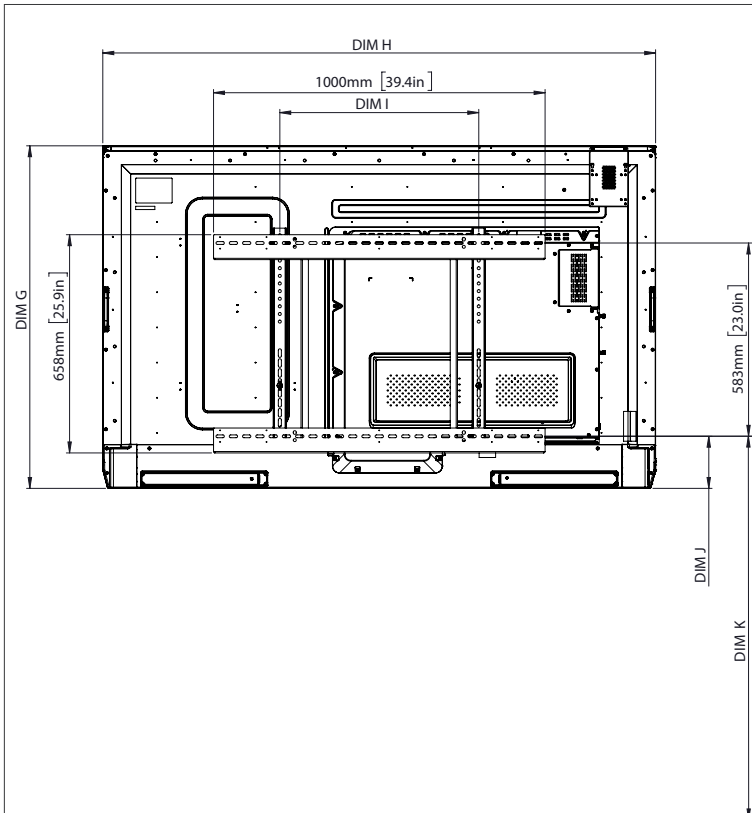 DIM H
1000mm [39.4in]
DIM I
DIM G
658mm [25.9in]
583mm [23.0in]
DIM J
DIM K